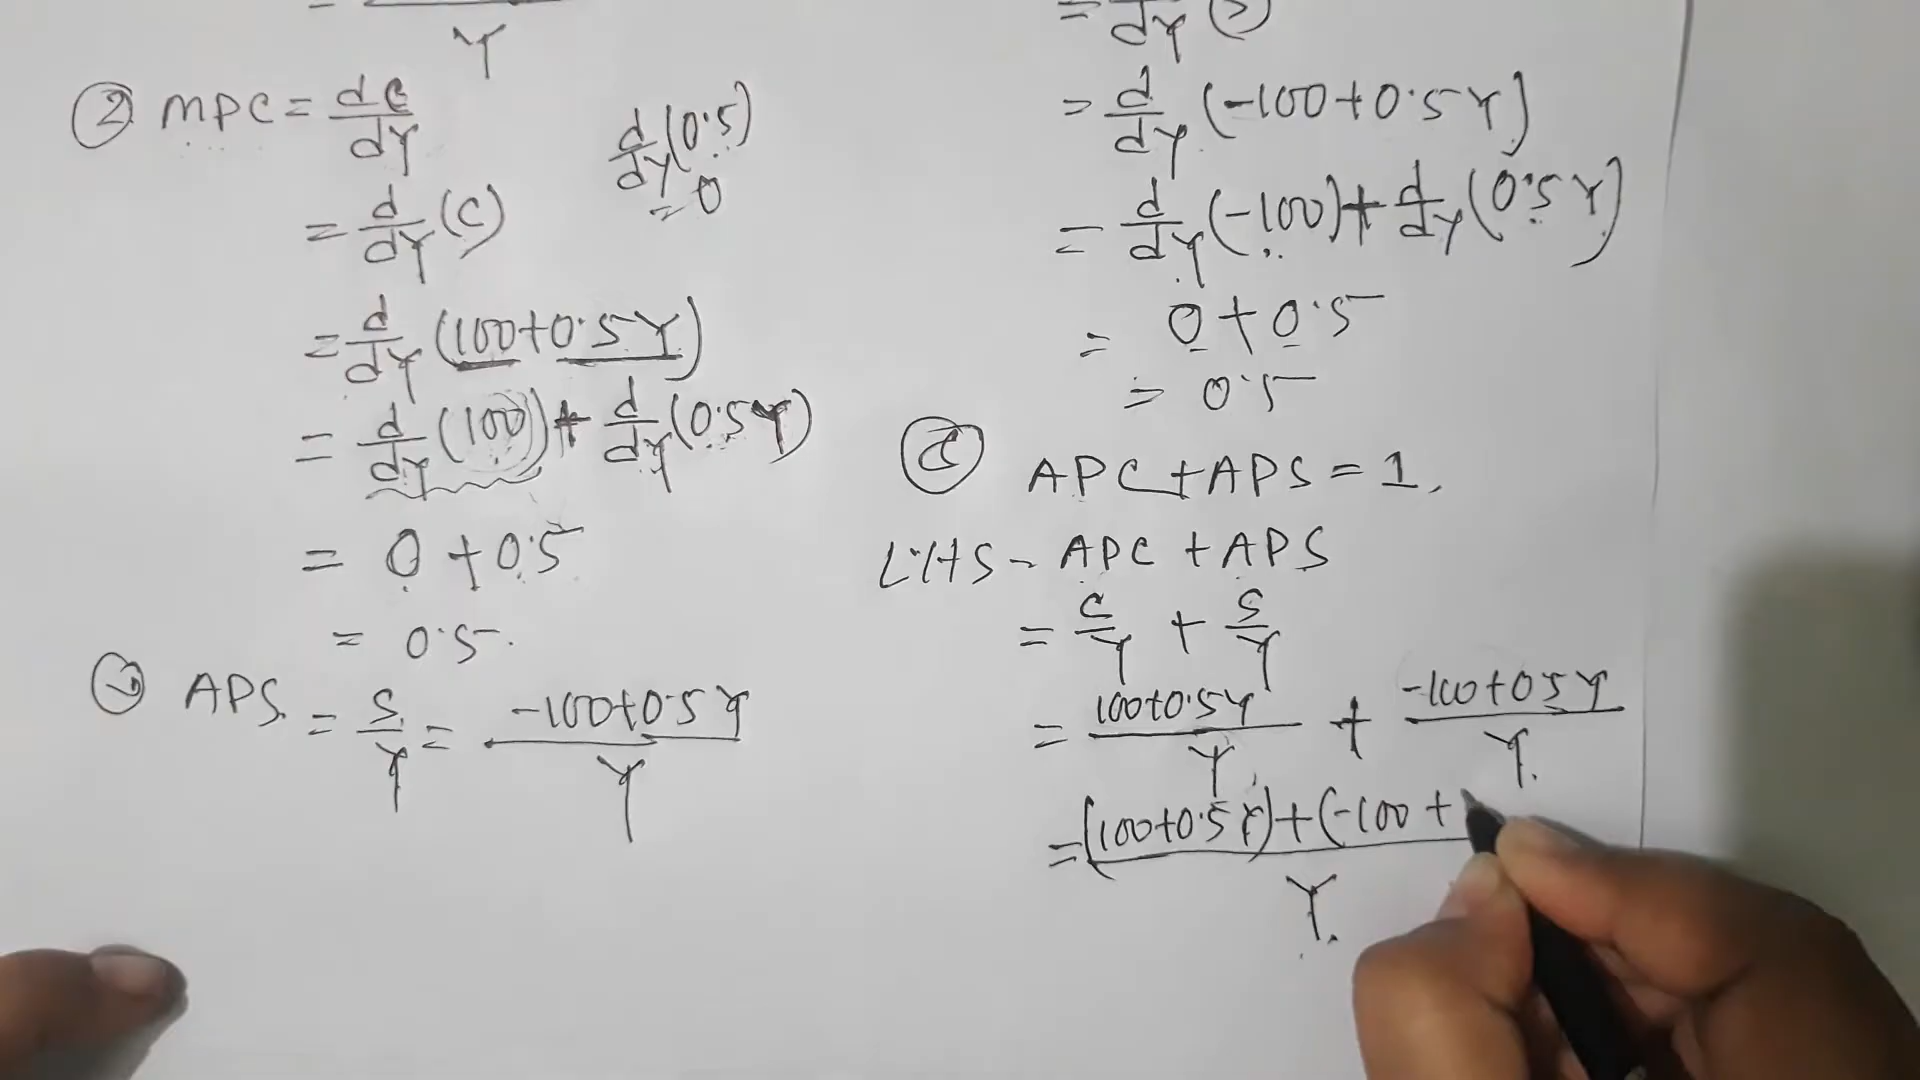 =
Y
② MPC = dC/dY
d/dY (0.5)
= 0
= d/dY (C)
= d/dY (100+0.5Y)
= d/dY (100) + d/dY (0.5Y)
= 0 + 0.5
= 0.5.
APS. = S/Y = -100+0.5Y / Y
= d/dY (S)
= d/dY (-100+0.5Y)
= d/dY (-100) + d/dY (0.5Y)
= 0 + 0.5
= 0.5
APC + APS = 1.
LHS - APC + APS
= C/Y + S/Y
= 100+0.5Y / Y + -100+0.5Y / Y.
= (100+0.5Y) + (-100 + / Y.